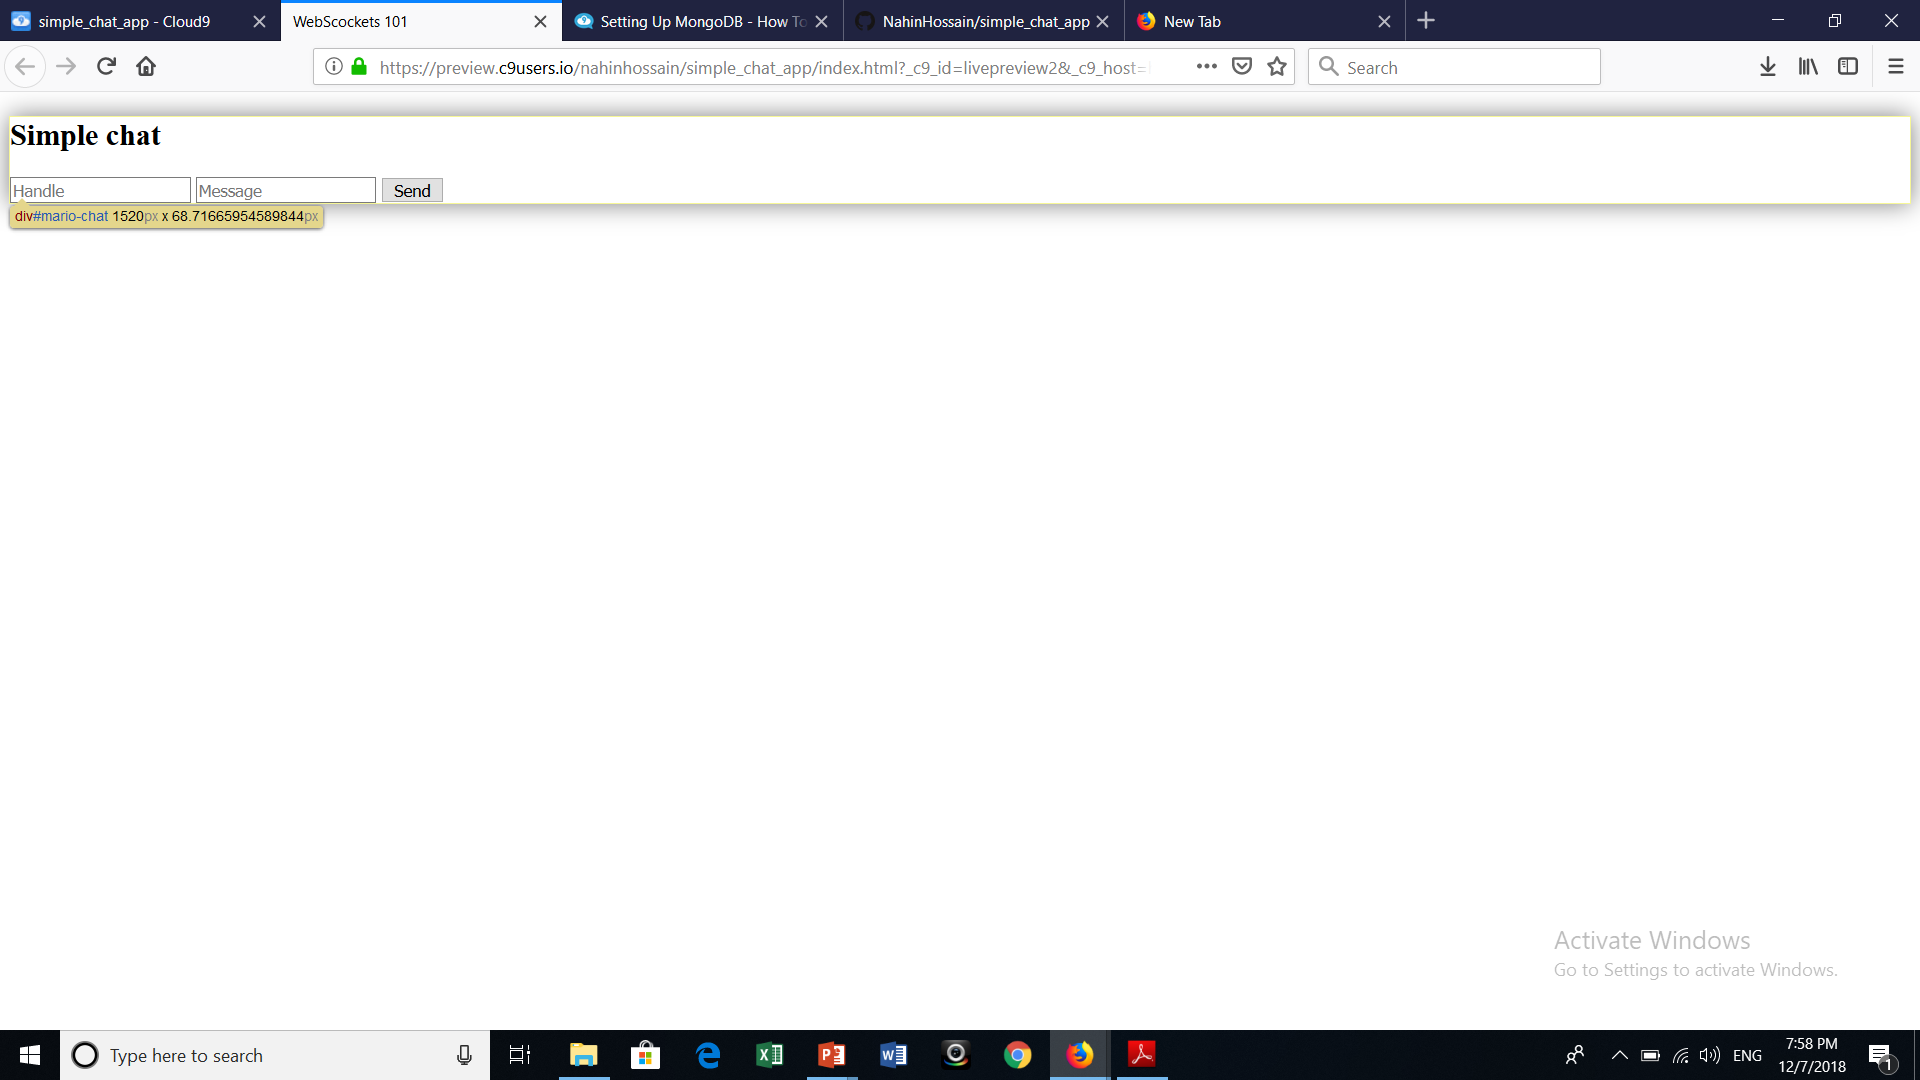 simple_chat_app - Cloud9
WebScockets 101
Setting Up MongoDB - How To
NahinHossain/simple_chat_app
New Tab
https://preview.c9users.io/nahinhossain/simple_chat_app/index.html?_c9_id=livepreview2&_c9_host=
Search
Simple chat
Handle
Message
Send
div#mario-chat 1520px x 68.71665954589844px
Activate Windows
Go to Settings to activate Windows.
Type here to search
ENG
7:58 PM
12/7/2018
1